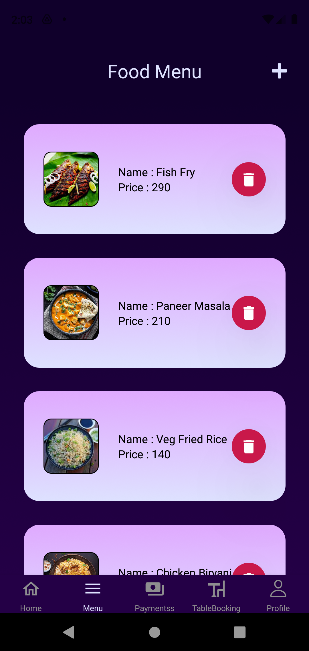 Food Menu
Name : Fish Fry
Price : 290
Name : Paneer Masala
Price : 210
Name : Veg Fried Rice
Price : 140
Name : Chicken Biryani
Home
Menu
Paymentss
TableBooking
Profile